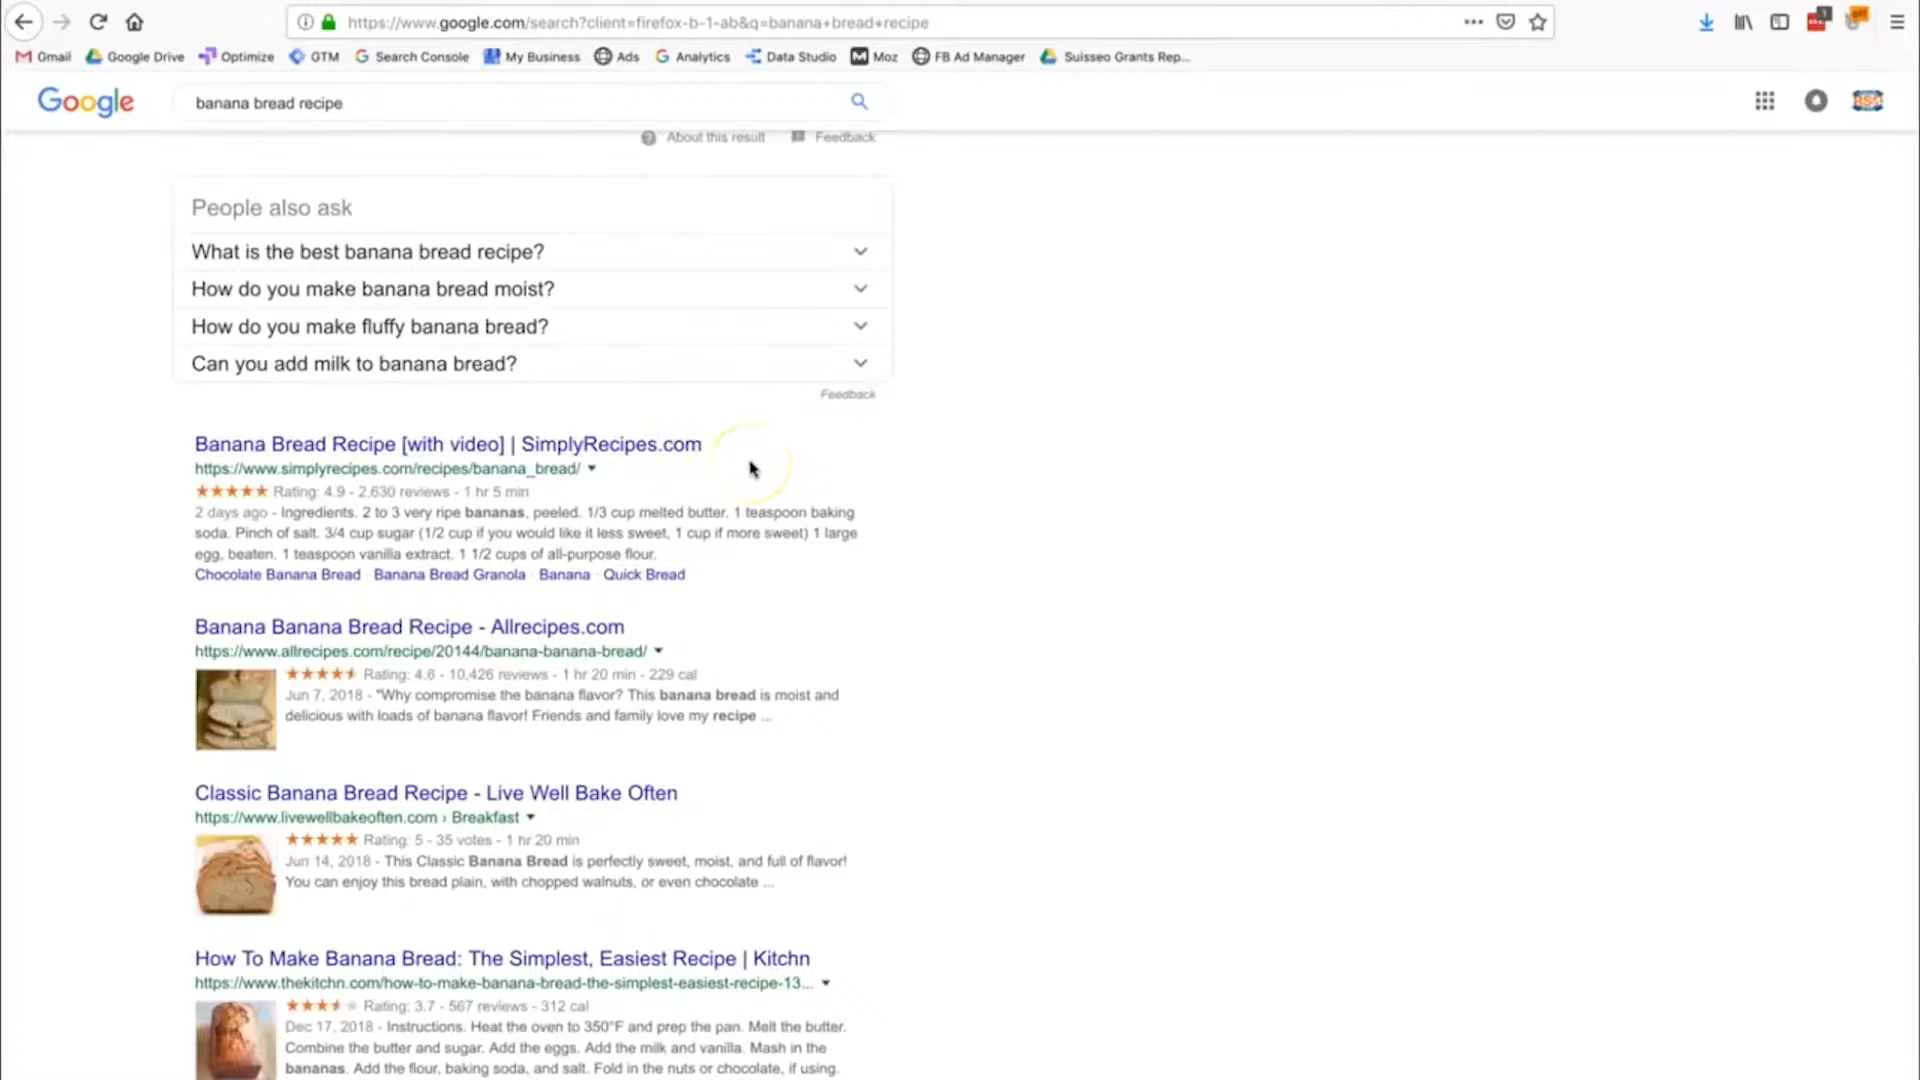 https://www.google.com/search?client=firefox-b-1-ab&q=banana+bread+recipe
Gmail Google Drive Optimize GTM Search Console My Business Ads Analytics Data Studio Moz FB Ad Manager Suisseo Grants Rep...
Google banana bread recipe
About this result Feedback
People also ask
What is the best banana bread recipe?
How do you make banana bread moist?
How do you make fluffy banana bread?
Can you add milk to banana bread?
Feedback
Banana Bread Recipe [with video] | SimplyRecipes.com
https://www.simplyrecipes.com/recipes/banana_bread/
Rating: 4.9 - 2,630 reviews - 1 hr 5 min
2 days ago - Ingredients. 2 to 3 very ripe bananas, peeled. 1/3 cup melted butter. 1 teaspoon baking
soda. Pinch of salt. 3/4 cup sugar (1/2 cup if you would like it less sweet, 1 cup if more sweet) 1 large
egg, beaten. 1 teaspoon vanilla extract. 1 1/2 cups of all-purpose flour.
Chocolate Banana Bread · Banana Bread Granola · Banana · Quick Bread
Banana Banana Bread Recipe - Allrecipes.com
https://www.allrecipes.com/recipe/20144/banana-banana-bread/
Rating: 4.6 - 10,426 reviews - 1 hr 20 min - 229 cal
Jun 7, 2018 - "Why compromise the banana flavor? This banana bread is moist and
delicious with loads of banana flavor! Friends and family love my recipe ...
Classic Banana Bread Recipe - Live Well Bake Often
https://www.livewellbakeoften.com › Breakfast
Rating: 5 - 35 votes - 1 hr 20 min
Jun 14, 2018 - This Classic Banana Bread is perfectly sweet, moist, and full of flavor!
You can enjoy this bread plain, with chopped walnuts, or even chocolate ...
How To Make Banana Bread: The Simplest, Easiest Recipe | Kitchn
https://www.thekitchn.com/how-to-make-banana-bread-the-simplest-easiest-recipe-13...
Rating: 3.7 - 567 reviews - 312 cal
Dec 17, 2018 - Instructions. Heat the oven to 350°F and prep the pan. Melt the butter.
Combine the butter and sugar. Add the eggs. Add the milk and vanilla. Mash in the
bananas. Add the flour, baking soda, and salt. Fold in the nuts or chocolate, if using.